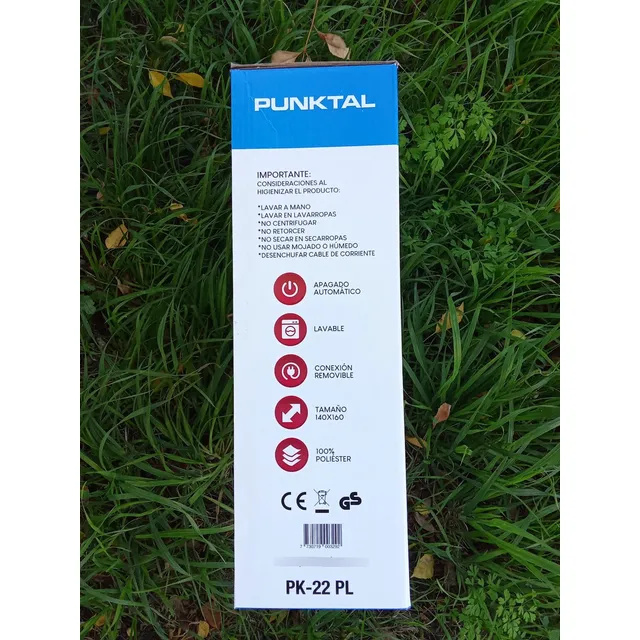 PUNKTAL
IMPORTANTE:
CONSIDERACIONES AL
HIGIENIZAR EL PRODUCTO:
*LAVAR A MANO
*LAVAR EN LAVARROPAS
*NO CENTRIFUGAR
*NO RETORCER
*NO SECAR EN SECARROPAS
*NO USAR MOJADO O HÚMEDO
*DESENCHUFAR CABLE DE CORRIENTE
APAGADO
AUTOMÁTICO
LAVABLE
CONEXIÓN
REMOVIBLE
TAMAÑO
140X160
100%
POLIÉSTER
CE GS
PK-22 PL